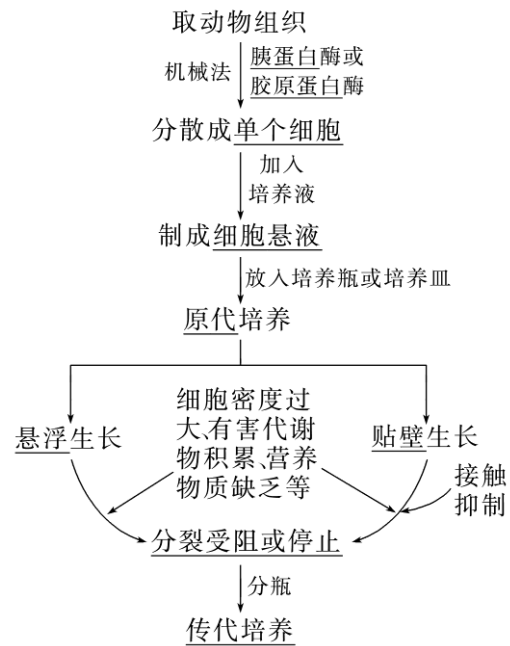 取动物组织
机械法
胰蛋白酶或
胶原蛋白酶
分散成单个细胞
加入
培养液
制成细胞悬液
放入培养瓶或培养皿
原代培养
细胞密度过
大、有害代谢
物积累、营养
物质缺乏等
悬浮生长
贴壁生长
接触
抑制
分裂受阻或停止
分瓶
传代培养